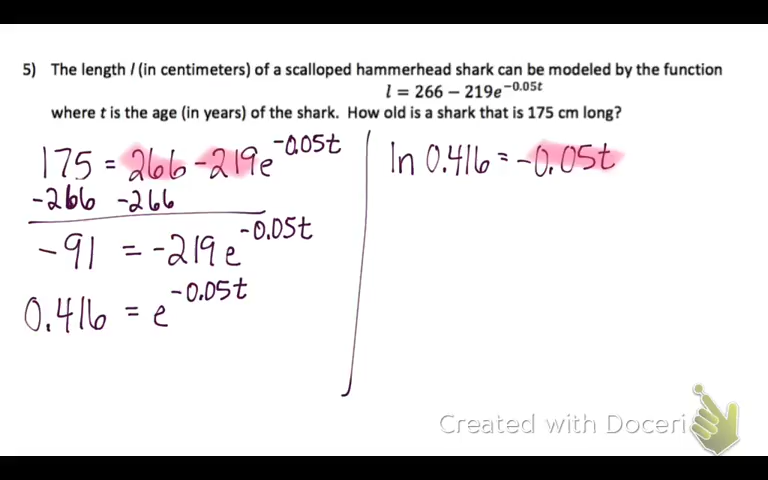 5) The length l (in centimeters) of a scalloped hammerhead shark can be modeled by the function
l = 266 − 219e^−0.05t
where t is the age (in years) of the shark. How old is a shark that is 175 cm long?
175 = 266 - 219e^-0.05t
-266 -266
-91 = -219e^-0.05t
0.416 = e^-0.05t
ln 0.416 = -0.05t
Created with Doceri